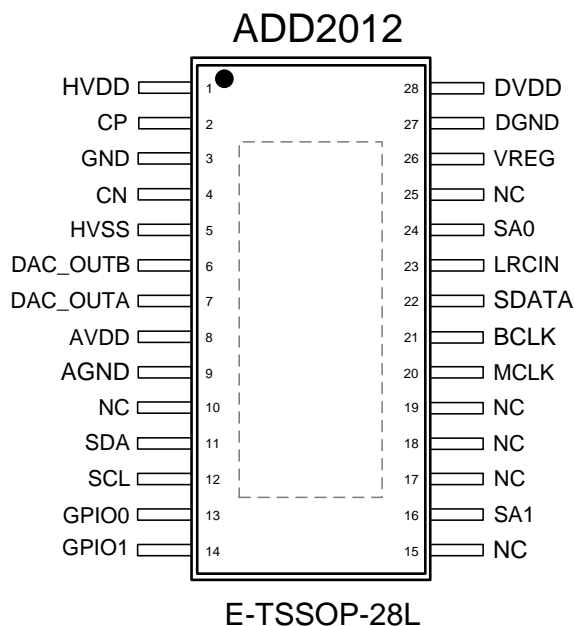 ADD2012
HVDD 1 28 DVDD
CP 2 27 DGND
GND 3 26 VREG
CN 4 25 NC
HVSS 5 24 SA0
DAC_OUTB 6 23 LRCIN
DAC_OUTA 7 22 SDATA
AVDD 8 21 BCLK
AGND 9 20 MCLK
NC 10 19 NC
SDA 11 18 NC
SCL 12 17 NC
GPIO0 13 16 SA1
GPIO1 14 15 NC
E-TSSOP-28L